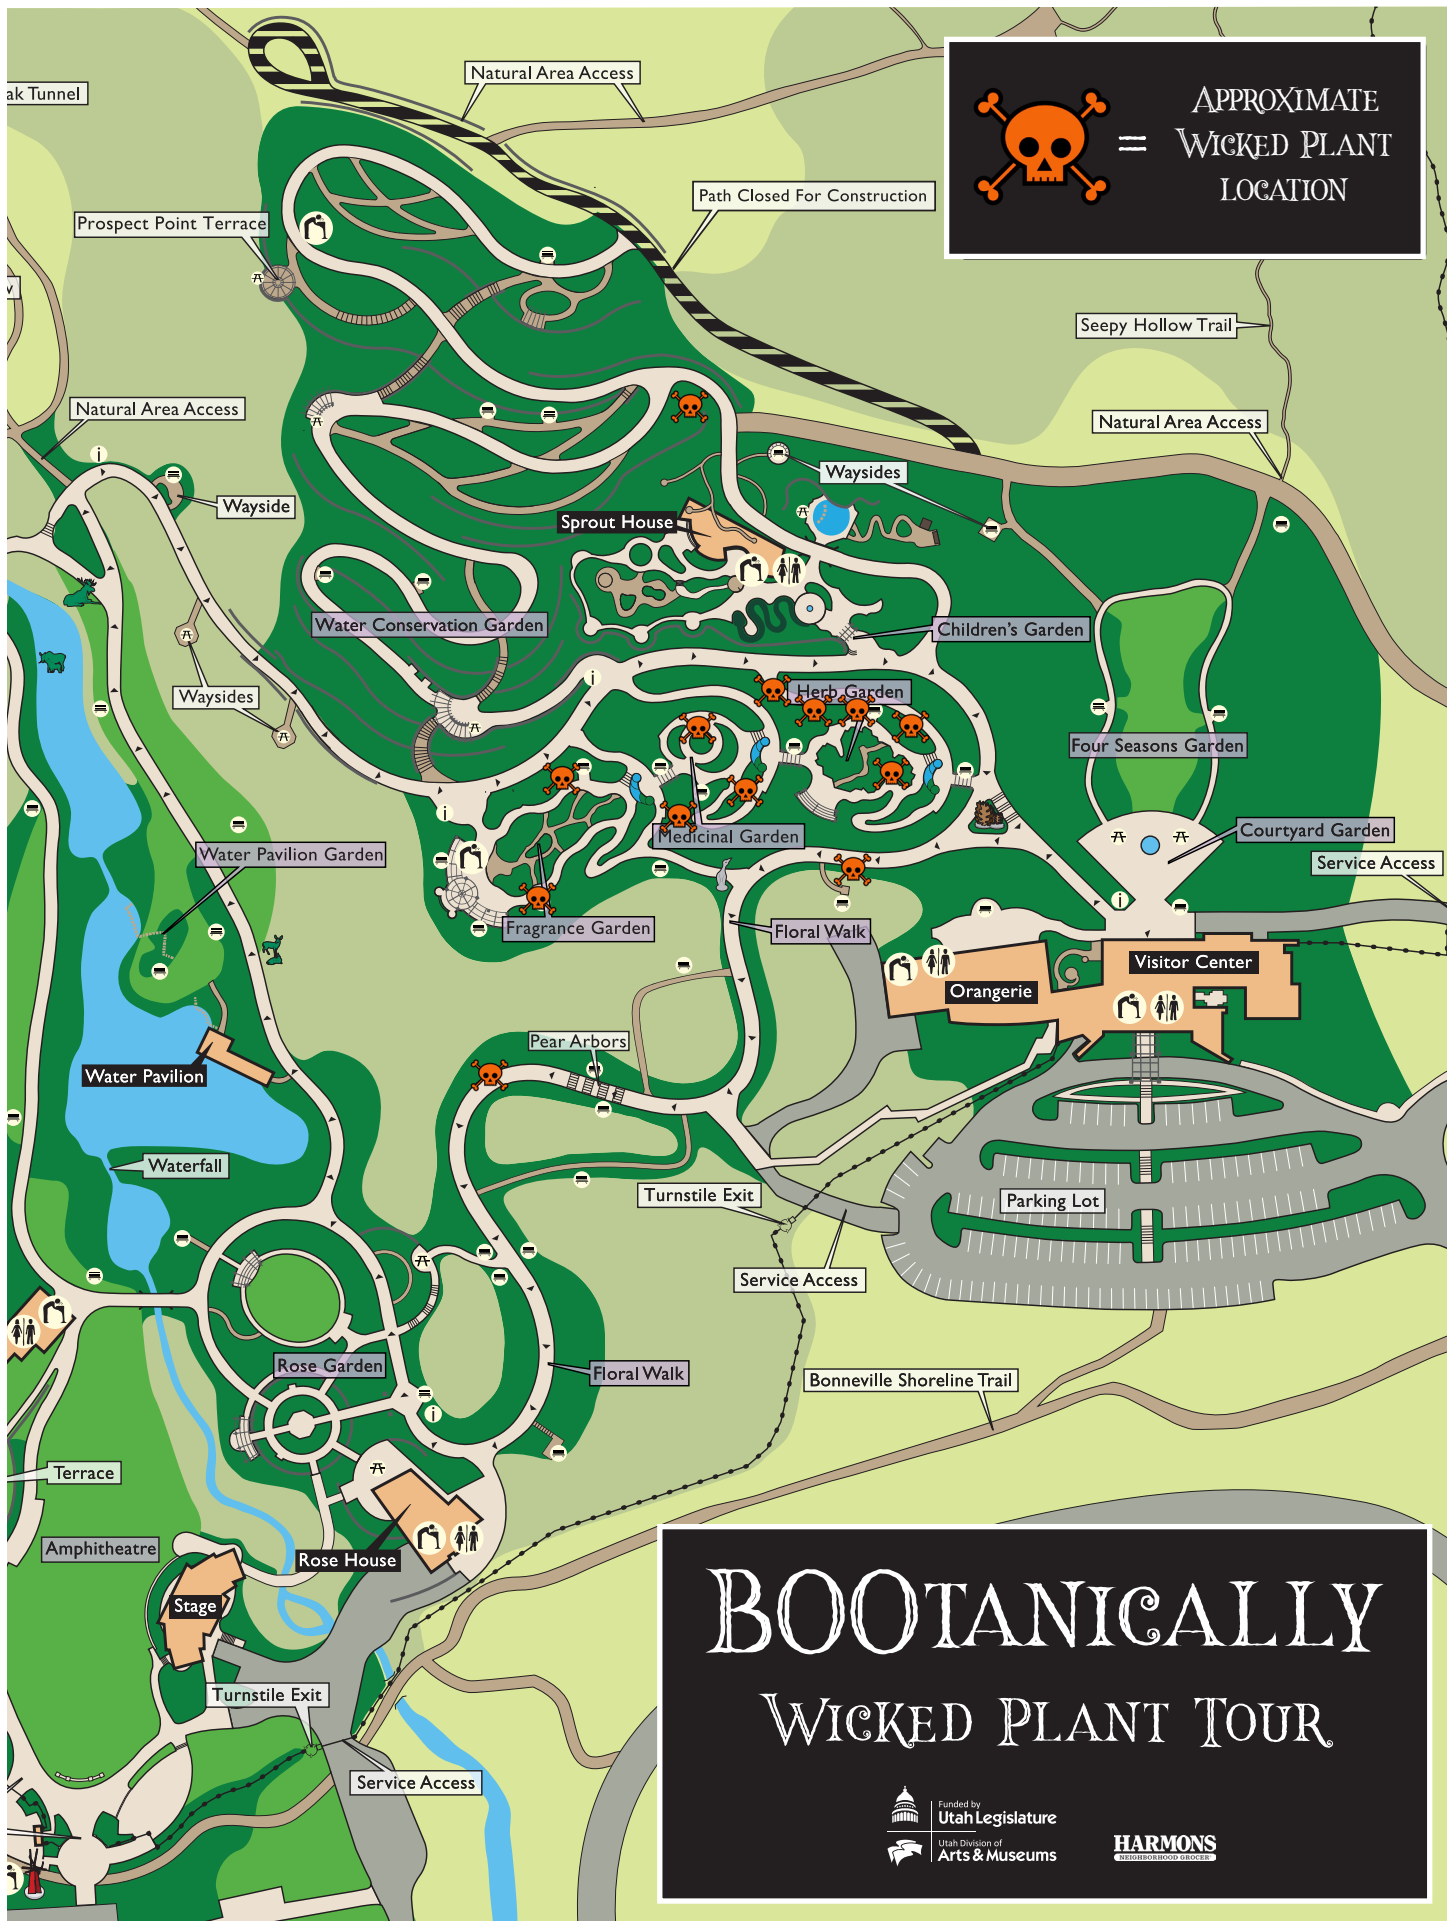 ak Tunnel
Natural Area Access
APPROXIMATE
= WICKED PLANT
LOCATION
Path Closed For Construction
Prospect Point Terrace
w
Seepy Hollow Trail
Natural Area Access
Natural Area Access
i
Waysides
Wayside
Sprout House
Water Conservation Garden
Children's Garden
i
Waysides
Herb Garden
Four Seasons Garden
i
Medicinal Garden
Courtyard Garden
Water Pavilion Garden
Service Access
i
Fragrance Garden
Floral Walk
Visitor Center
Orangerie
Pear Arbors
Water Pavilion
Waterfall
Turnstile Exit
Parking Lot
Service Access
Rose Garden
Floral Walk
Bonneville Shoreline Trail
i
Terrace
Amphitheatre
Rose House
Stage
Turnstile Exit
Service Access
BOOTANICALLY
WICKED PLANT TOUR
Funded by
Utah Legislature
Utah Division of
Arts & Museums
HARMONS
NEIGHBORHOOD GROCER